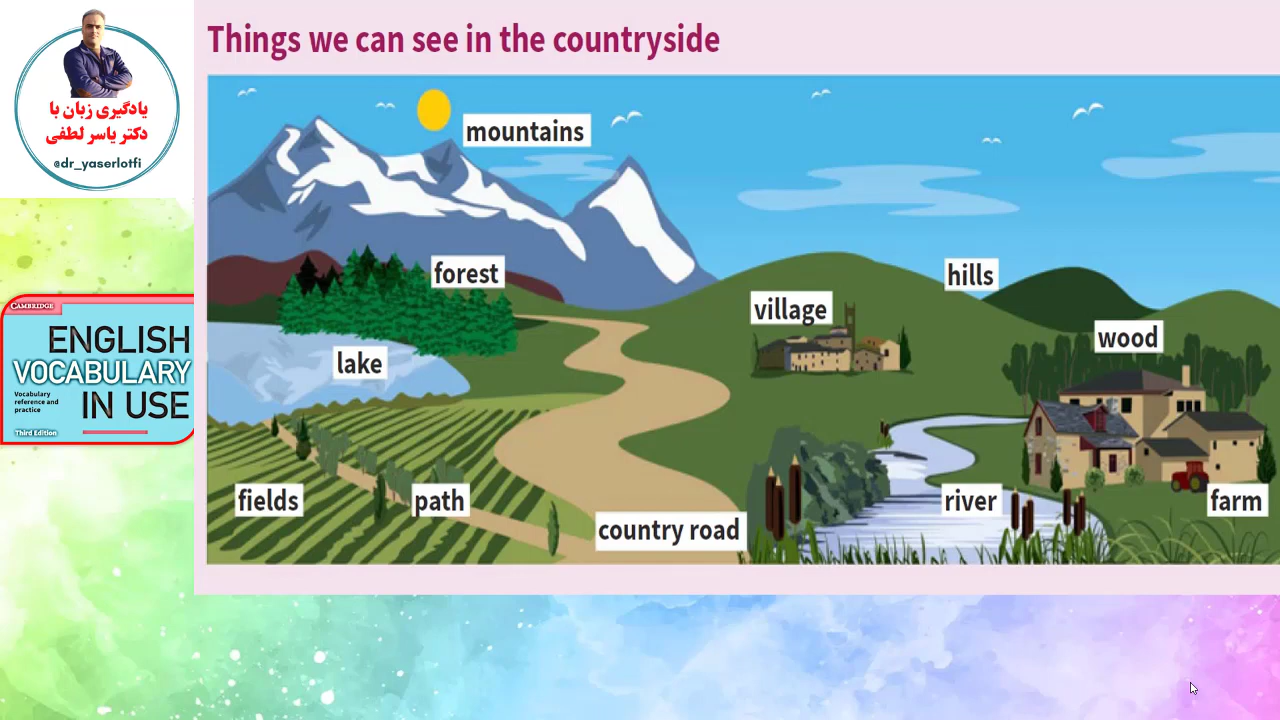 یادگیری زبان با
دکتر یاسر لطفی
@dr_yaserlotfi
CAMBRIDGE
ENGLISH
VOCABULARY
Vocabulary
reference and
practice
IN USE
Third Edition
Things we can see in the countryside
mountains
forest
hills
village
wood
lake
fields
path
river
farm
country road